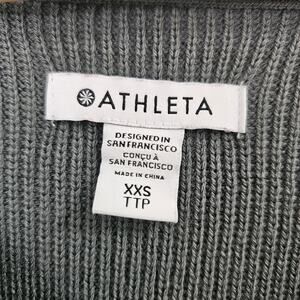 ATHLETA
DESIGNED IN
SAN FRANCISCO
CONÇU À
SAN FRANCISCO
MADE IN CHINA
XXS
TTP